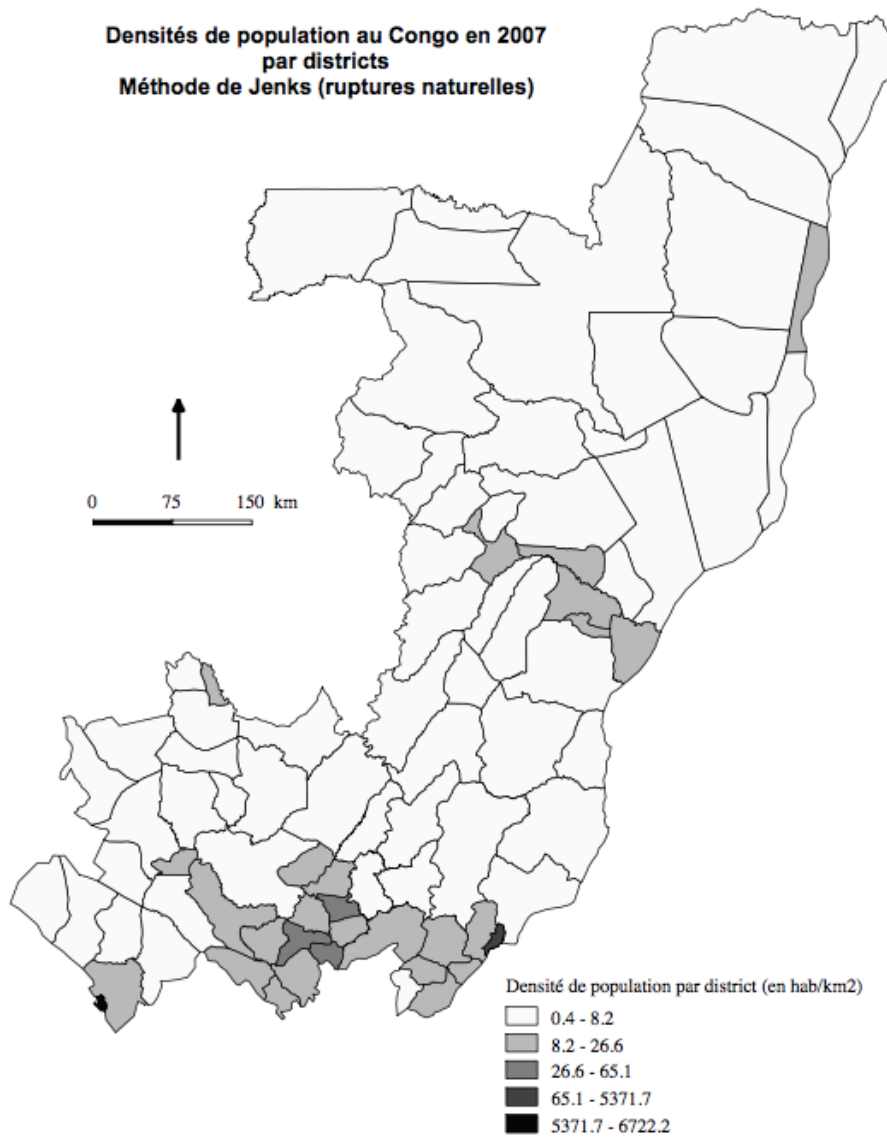 Densités de population au Congo en 2007
par districts
Méthode de Jenks (ruptures naturelles)
0 75 150 km
Densité de population par district (en hab/km2)
0.4 - 8.2
8.2 - 26.6
26.6 - 65.1
65.1 - 5371.7
5371.7 - 6722.2